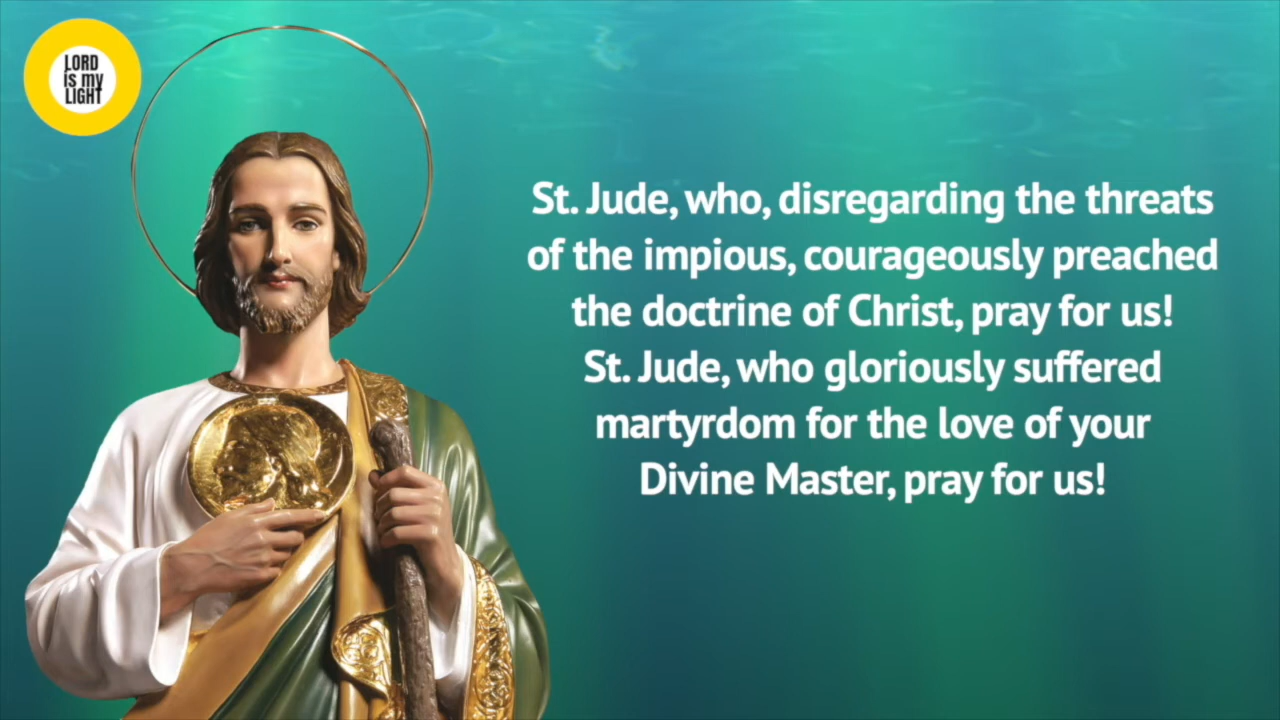 LORD
is my
LIGHT
St. Jude, who, disregarding the threats
of the impious, courageously preached
the doctrine of Christ, pray for us!
St. Jude, who gloriously suffered
martyrdom for the love of your
Divine Master, pray for us!